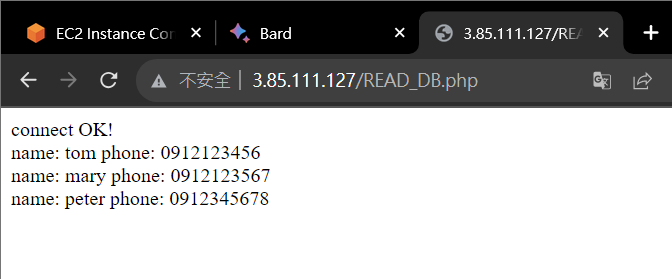 EC2 Instance Con
Bard
3.85.111.127/REA
不安全
3.85.111.127/READ_DB.php
connect OK!
name: tom phone: 0912123456
name: mary phone: 0912123567
name: peter phone: 0912345678